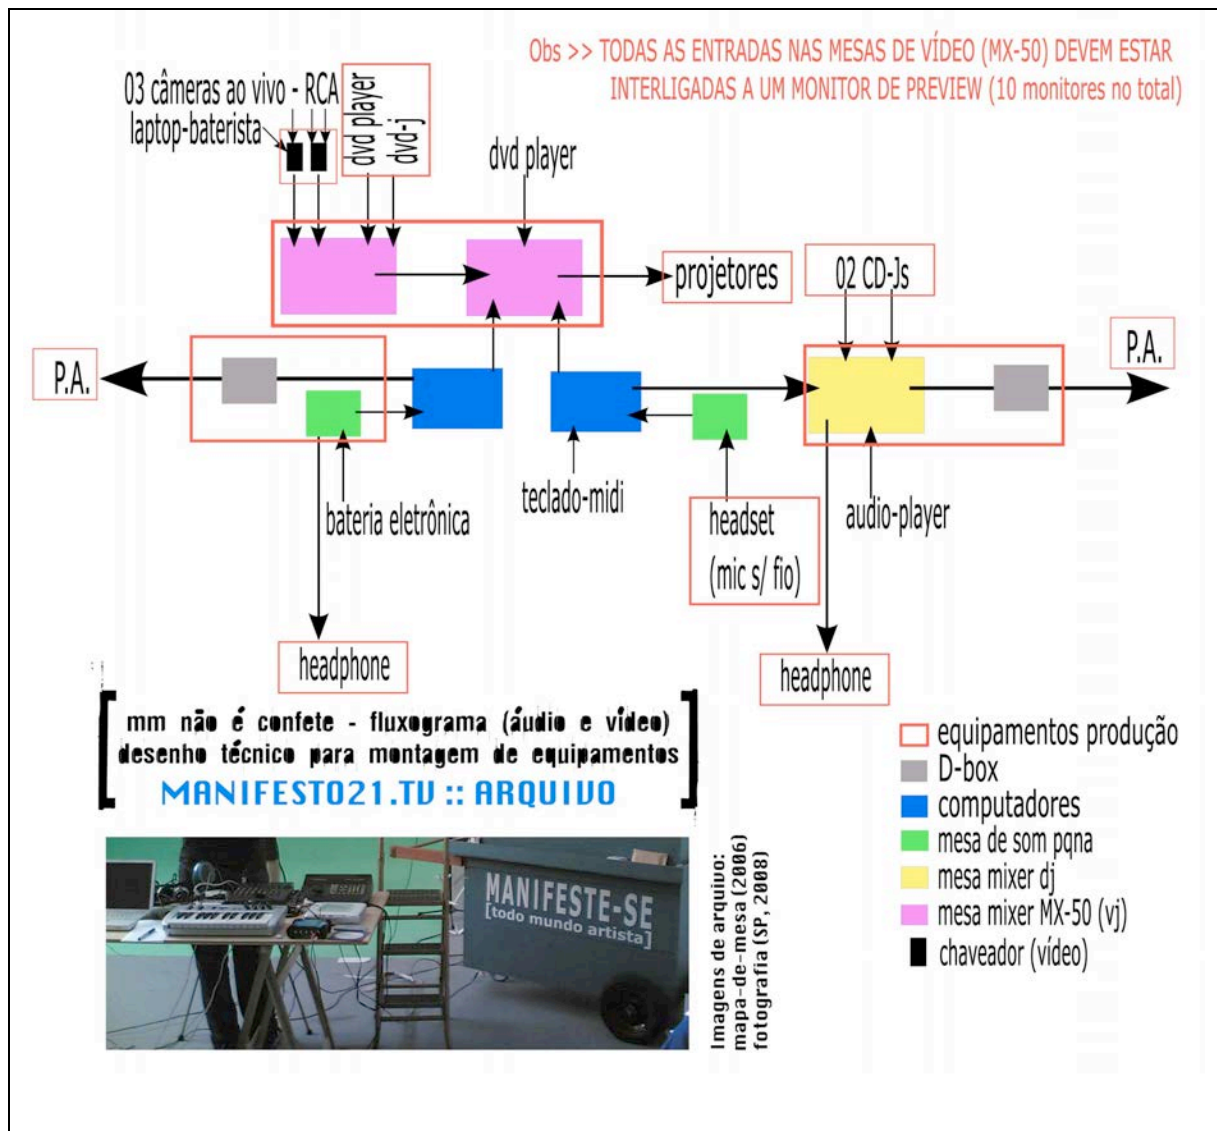 Obs >> TODAS AS ENTRADAS NAS MESAS DE VÍDEO (MX-50) DEVEM ESTAR
INTERLIGADAS A UM MONITOR DE PREVIEW (10 monitores no total)
03 câmeras ao vivo - RCA
laptop-baterista
dvd player
dvd-j
dvd player
projetores
02 CD-Js
P.A.
P.A.
bateria eletrônica
teclado-midi
headset
(mic s/ fio)
audio-player
headphone
headphone
mm não é confete - fluxograma (áudio e vídeo)
desenho técnico para montagem de equipamentos
MANIFESTO21.TV :: ARQUIVO
equipamentos produção
D-box
computadores
mesa de som pqna
mesa mixer dj
mesa mixer MX-50 (vj)
chaveador (vídeo)
MANIFESTE-SE
[todo mundo artista]
Imagens de arquivo:
mapa-de-mesa (2006)
fotografia (SP, 2008)